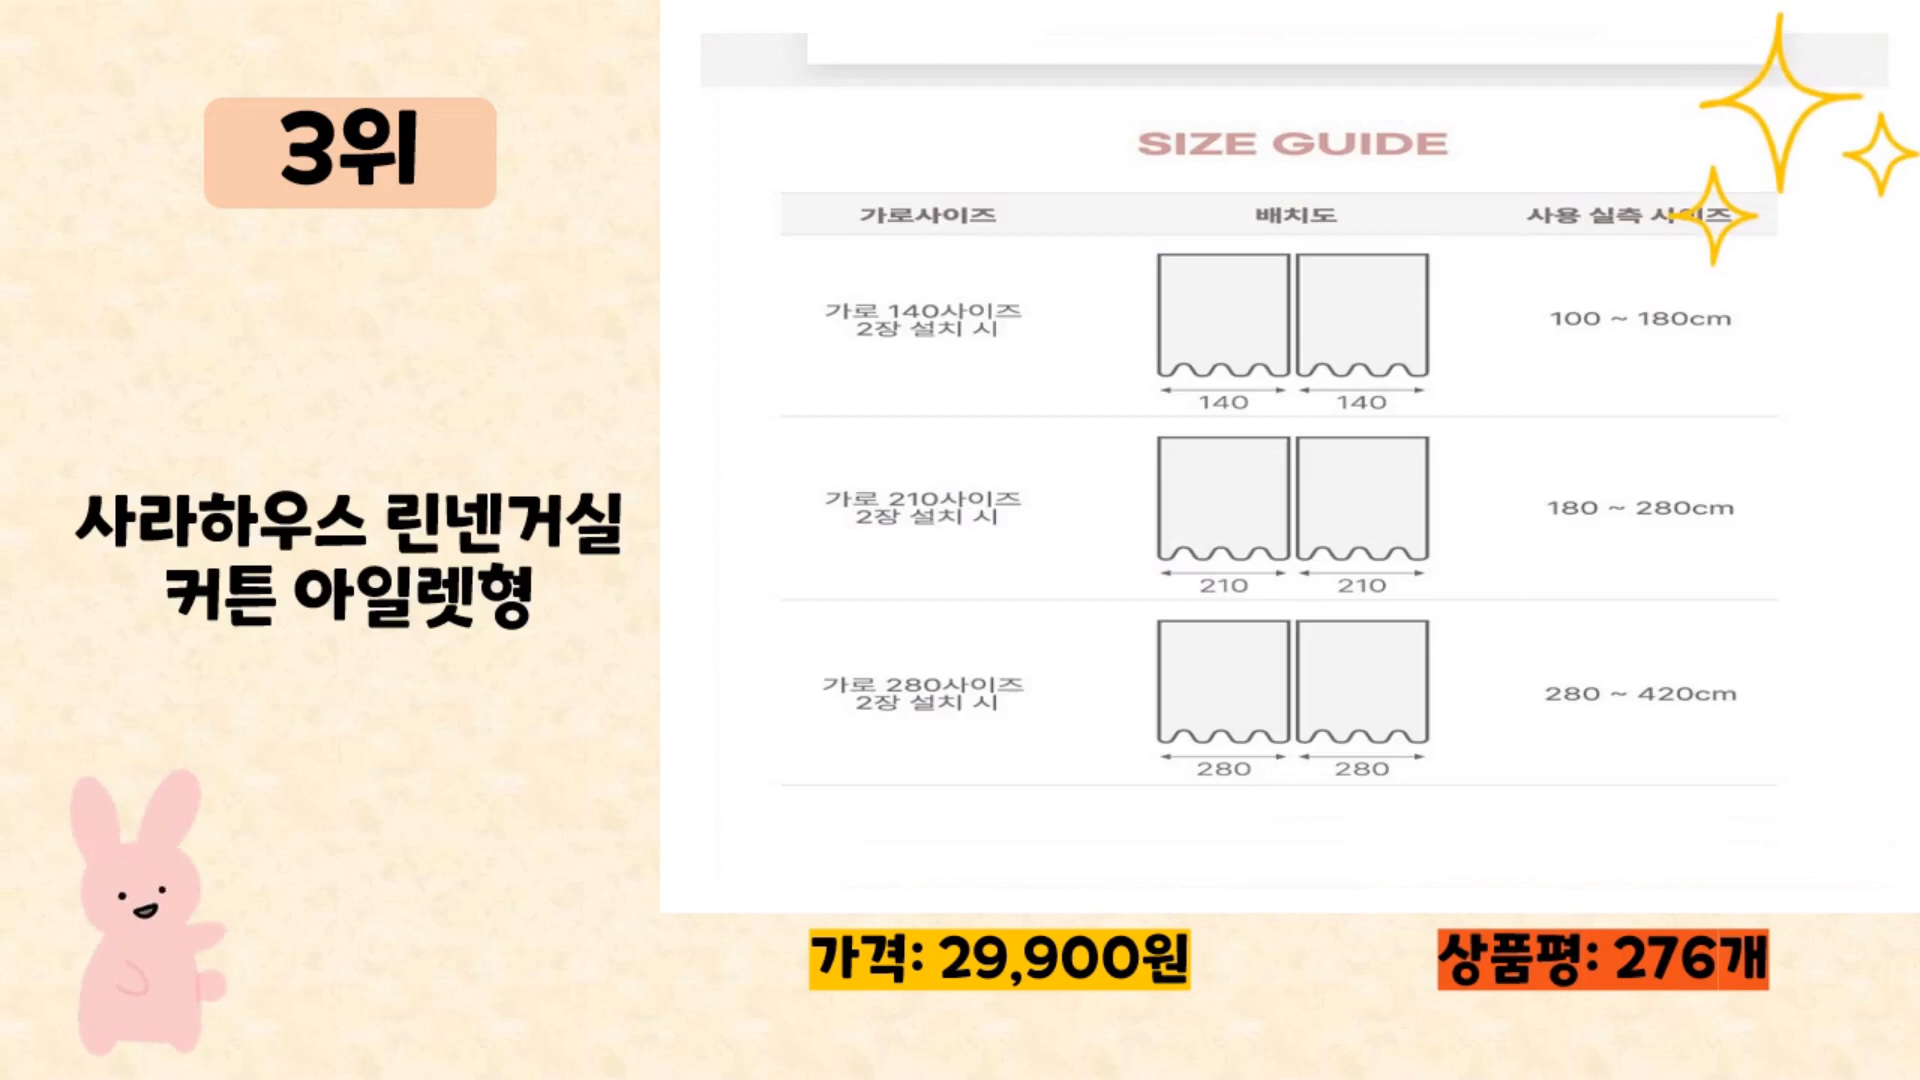 3위
사라하우스 린넨거실
커튼 아일렛형
SIZE GUIDE
가로사이즈 배치도 사용 실측 사이즈
가로 140사이즈
2장 설치 시
140 140
100 ~ 180cm
가로 210사이즈
2장 설치 시
210 210
180 ~ 280cm
가로 280사이즈
2장 설치 시
280 280
280 ~ 420cm
가격: 29,900원
상품평: 276개